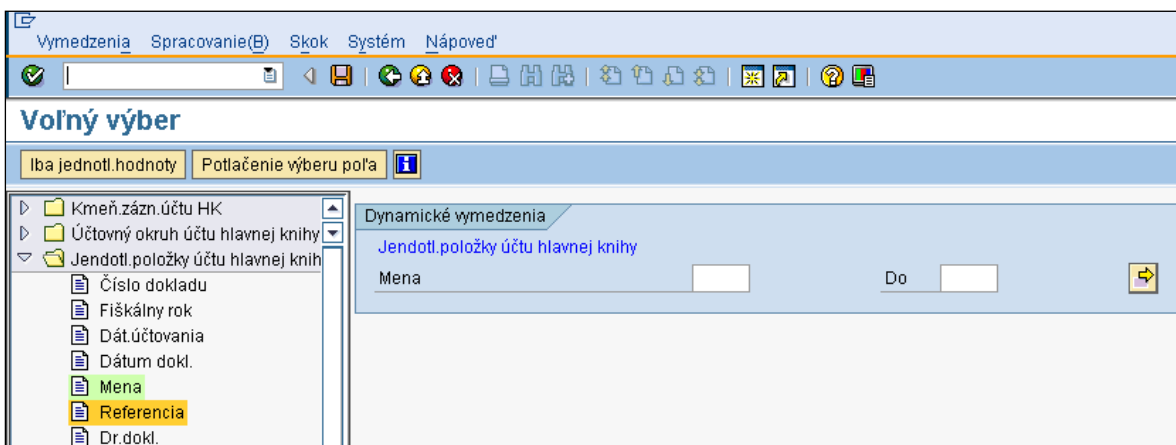 Vymedzenia Spracovanie(B) Skok Systém Nápoveď
Voľný výber
Iba jednotl.hodnoty Potlačenie výberu poľa
Kmeň.zázn.účtu HK
Účtovný okruh účtu hlavnej knihy
Jendotl.položky účtu hlavnej knih
Číslo dokladu
Fiškálny rok
Dát.účtovania
Dátum dokl.
Mena
Referencia
Dr.dokl.
Dynamické vymedzenia
Jendotl.položky účtu hlavnej knihy
Mena Do